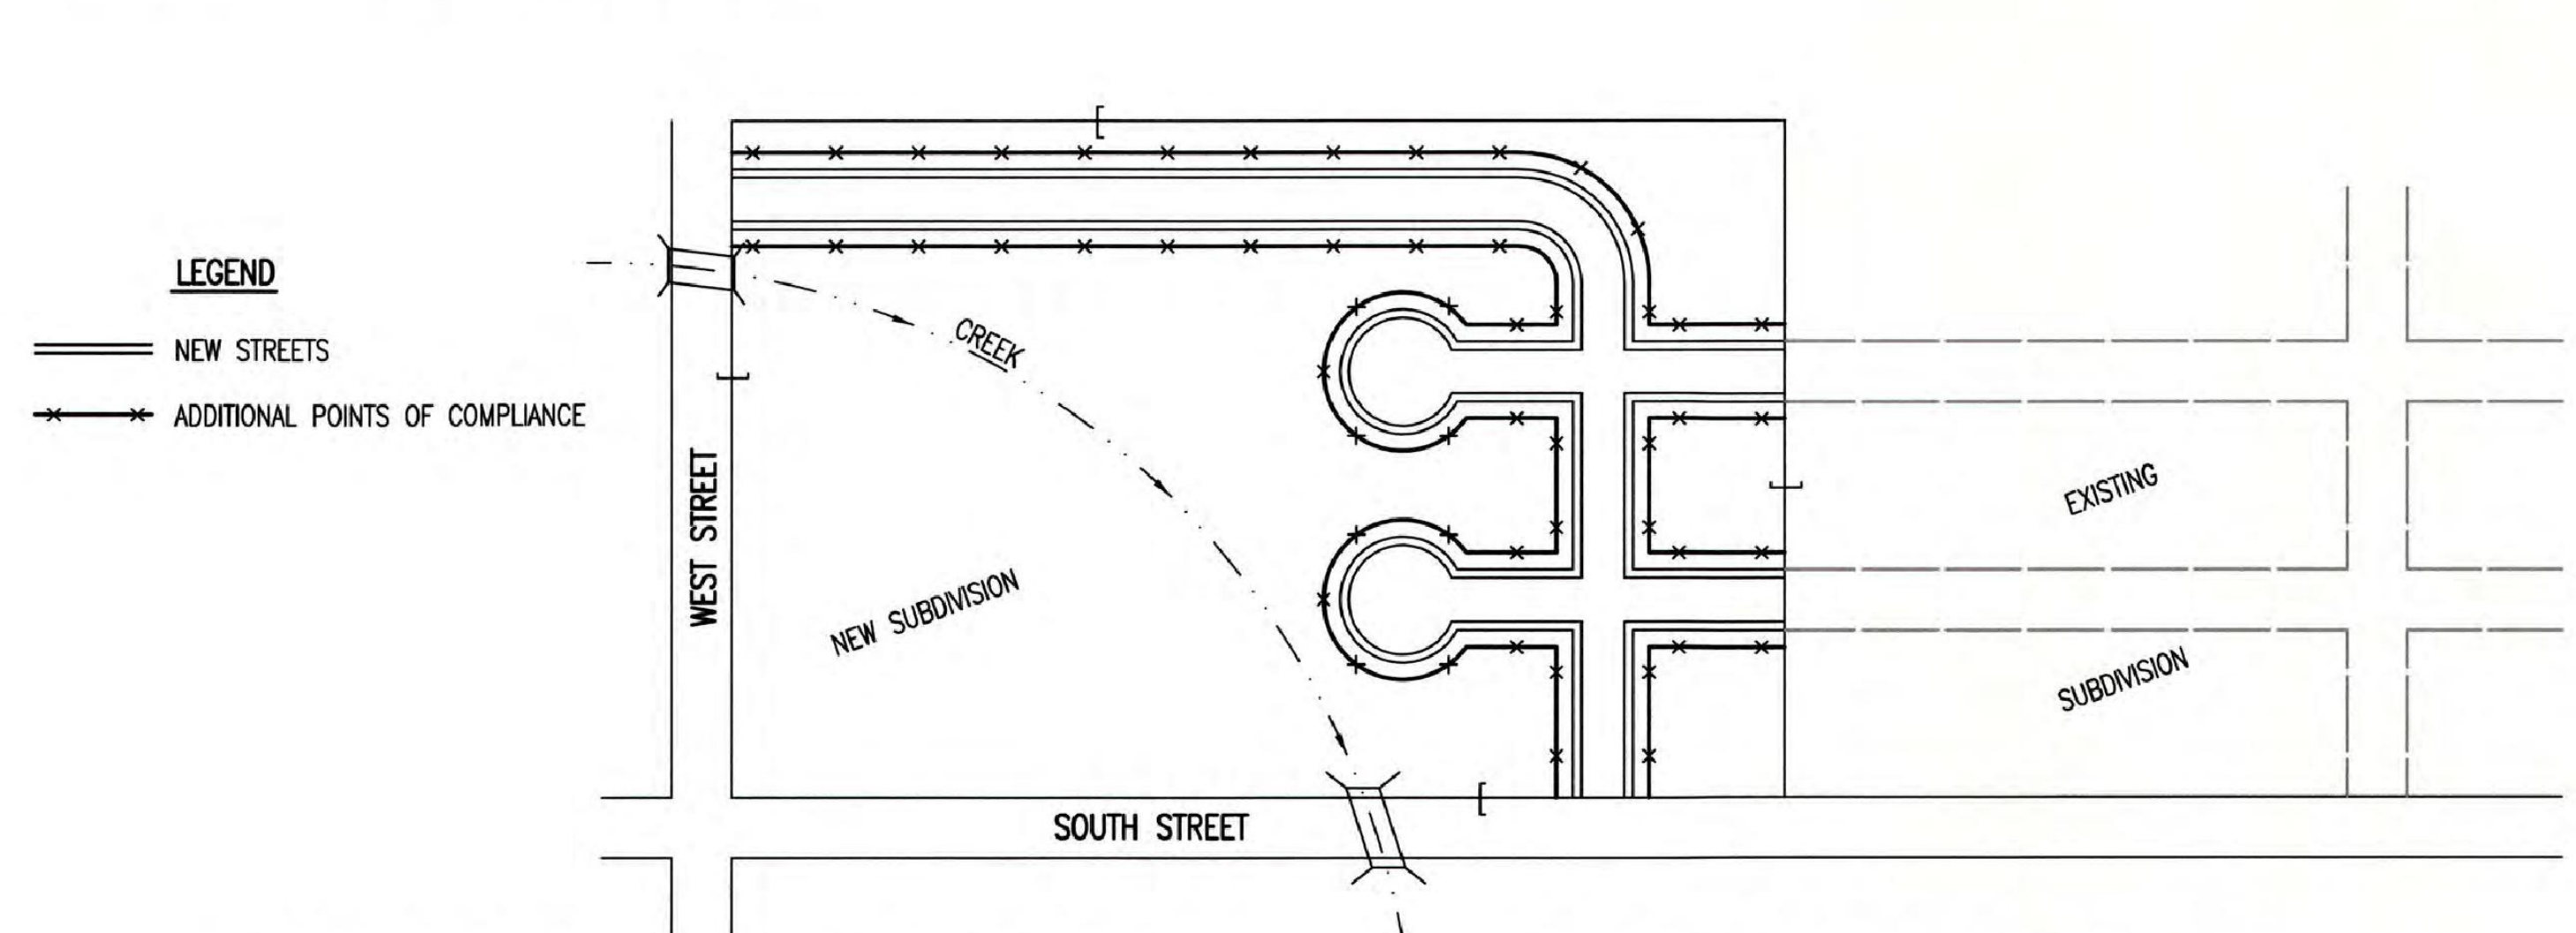 LEGEND
NEW STREETS
ADDITIONAL POINTS OF COMPLIANCE
CREEK
WEST STREET
NEW SUBDIVISION
SOUTH STREET
EXISTING
SUBDIVISION